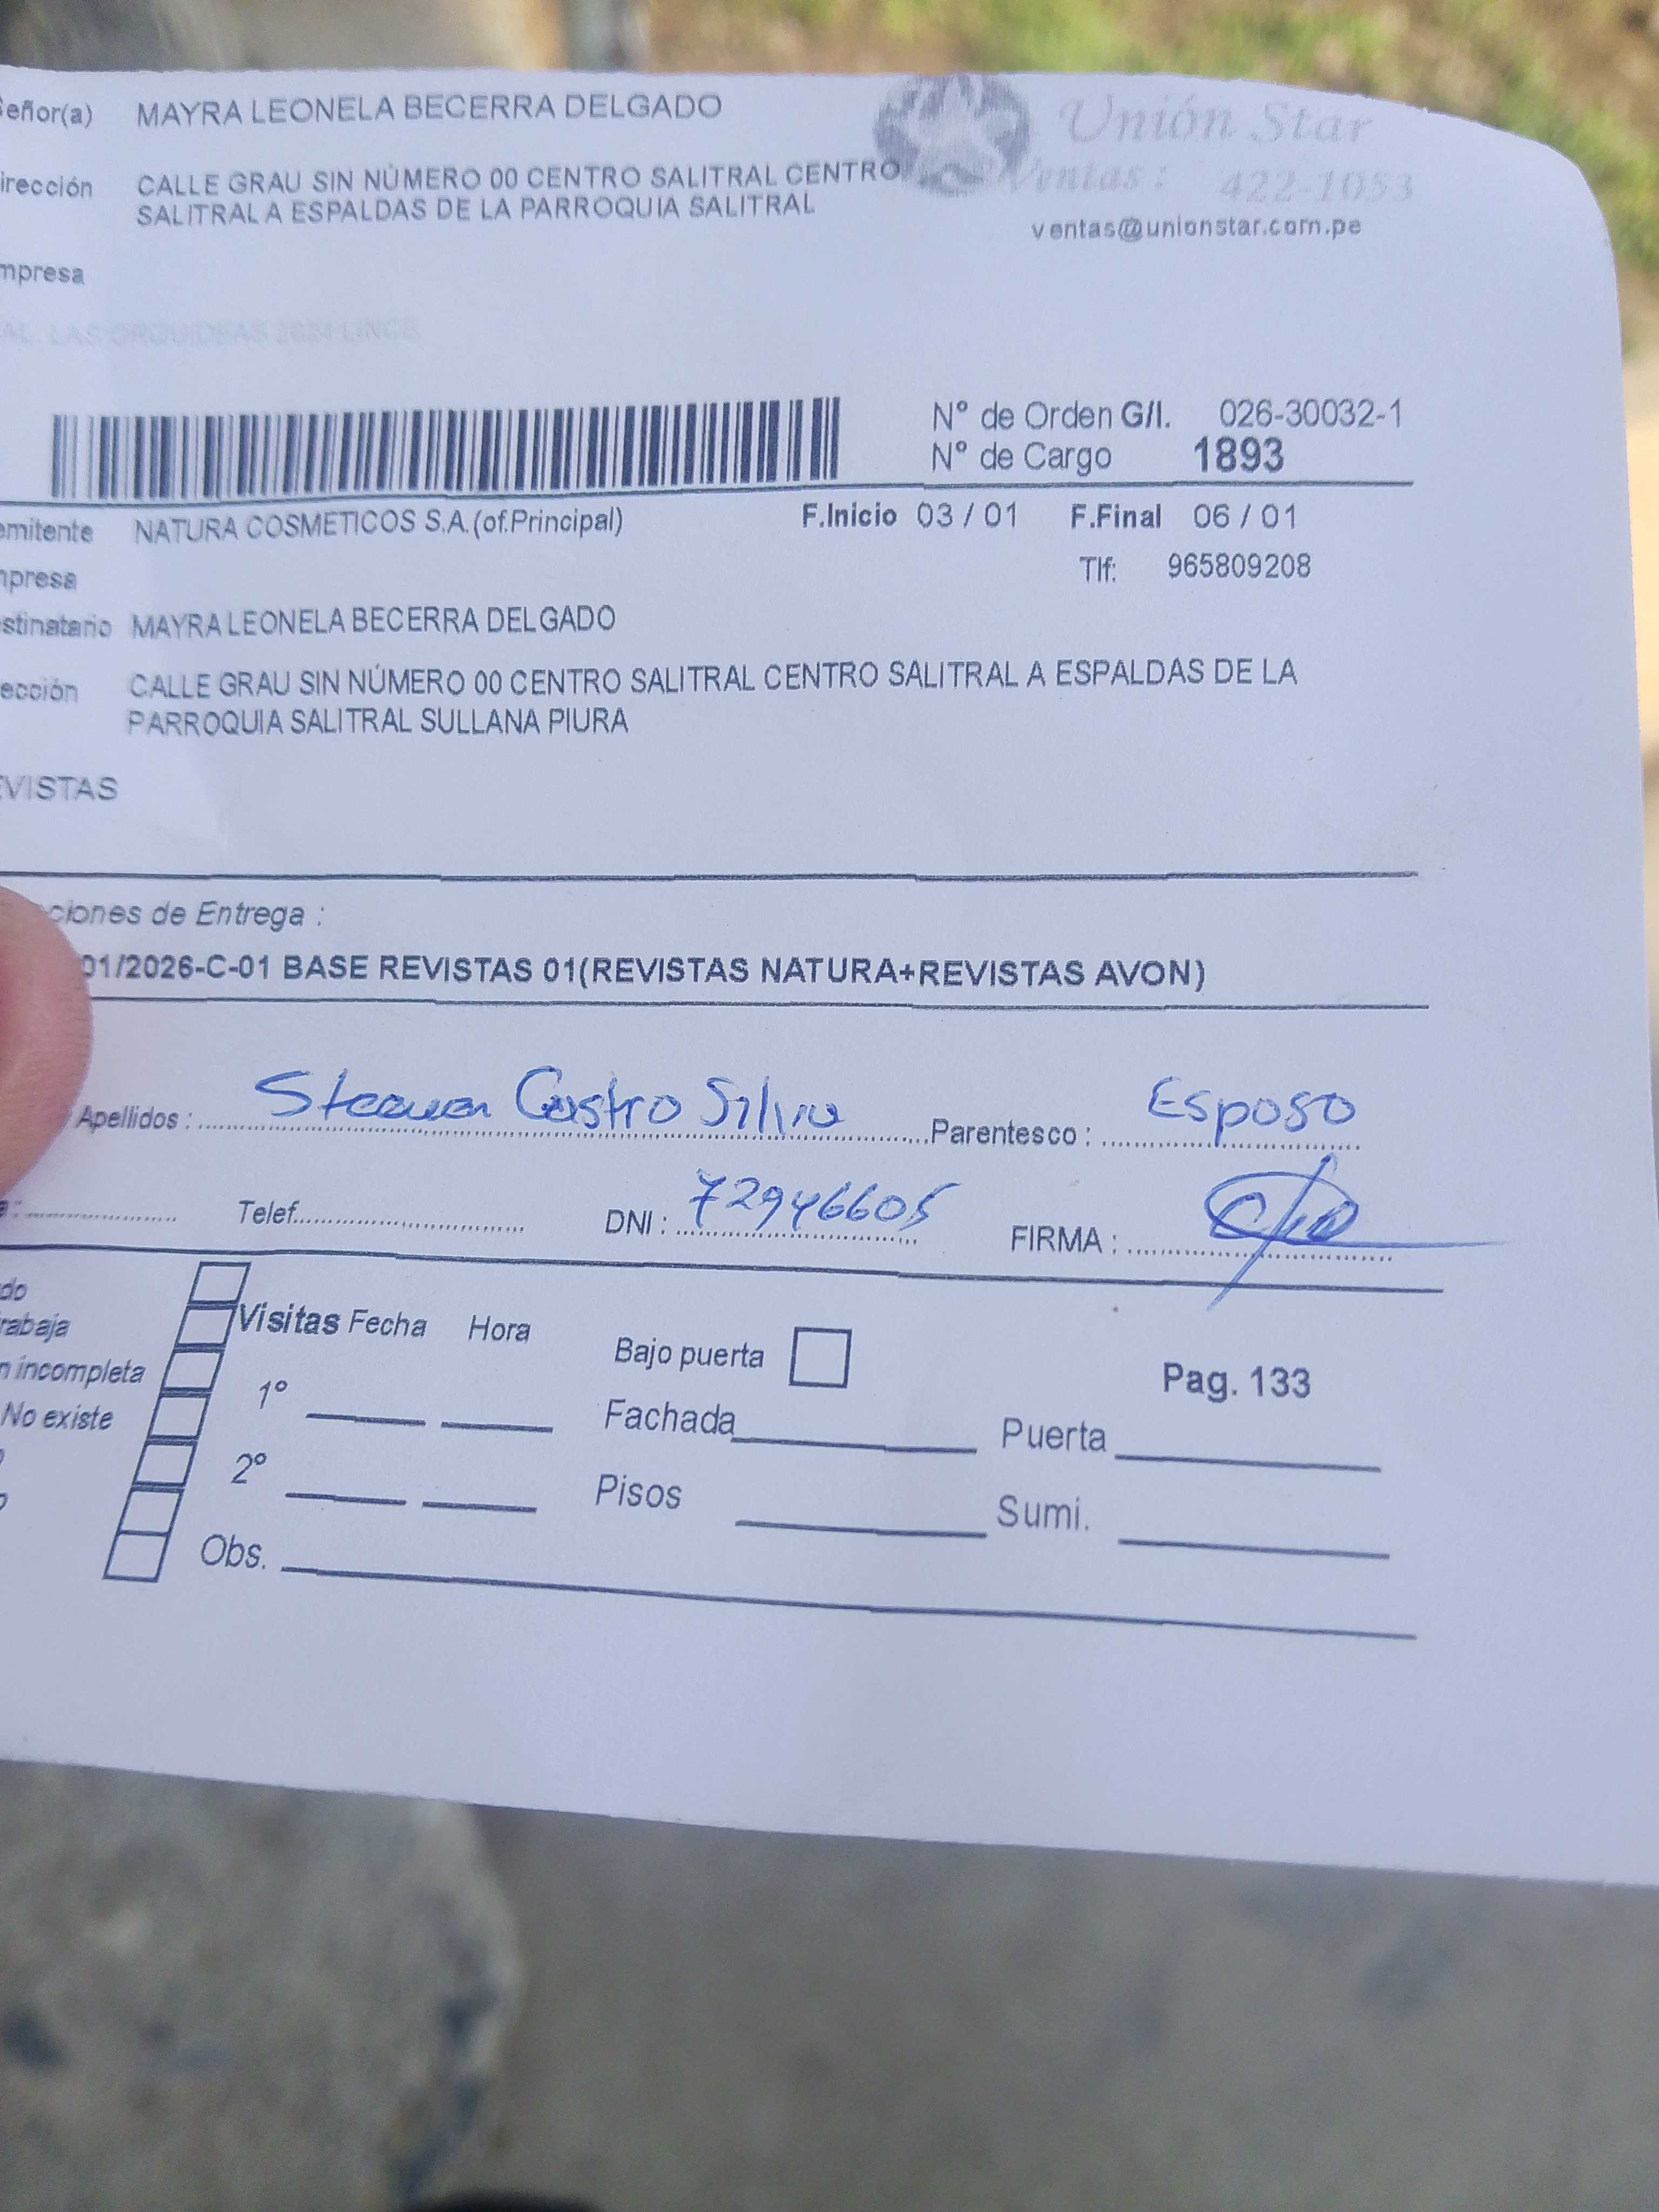 eñor(a) MAYRA LEONELA BECERRA DELGADO
Unión Star
irección CALLE GRAU SIN NÚMERO 00 CENTRO SALITRAL CENTRO
SALITRAL A ESPALDAS DE LA PARROQUIA SALITRAL
Ventas: 422-1053
ventas@unionstar.com.pe
mpresa
AL. LAS ORQUIDEAS 2624 LINCE
N° de Orden G/I. 026-30032-1
N° de Cargo 1893
emitente NATURA COSMETICOS S.A.(of.Principal) F.Inicio 03 / 01 F.Final 06 / 01
mpresa Tlf: 965809208
stinatario MAYRA LEONELA BECERRA DELGADO
ección CALLE GRAU SIN NÚMERO 00 CENTRO SALITRAL CENTRO SALITRAL A ESPALDAS DE LA
PARROQUIA SALITRAL SULLANA PIURA
EVISTAS
ciones de Entrega :
01/2026-C-01 BASE REVISTAS 01(REVISTAS NATURA+REVISTAS AVON)
Apellidos : Castro Silva Parentesco : Esposo
Telef. DNI : 72946605 FIRMA :
do
rabaja
Visitas Fecha Hora
Bajo puerta
n incompleta
Pag. 133
No existe
1° Fachada Puerta
2° Pisos Sumi.
Obs.